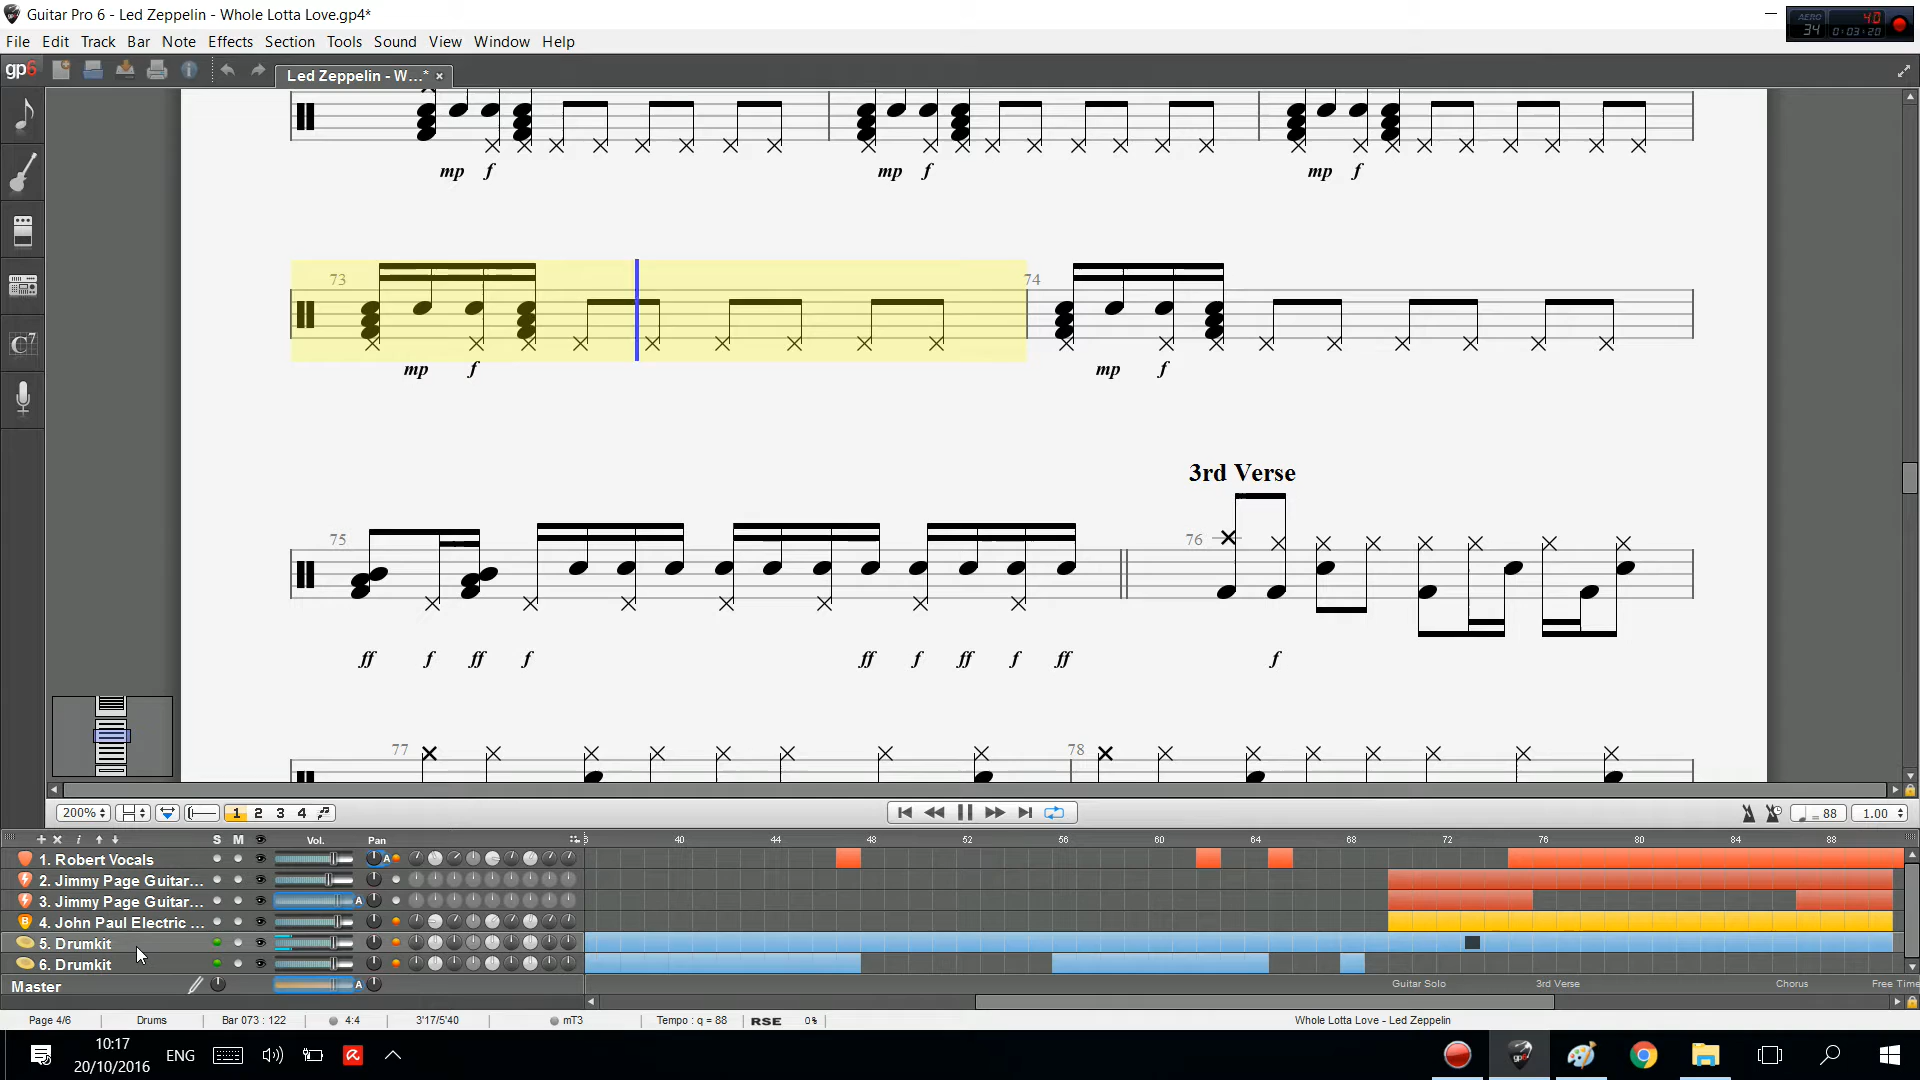 Guitar Pro 6 - Led Zeppelin - Whole Lotta Love.gp4*
AERO 34 40 0:03:20
File Edit Track Bar Note Effects Section Tools Sound View Window Help
gp6 Led Zeppelin - W...* ×
mp f mp f mp f
73 74
mp f mp f
3rd Verse
75 76
ff f ff f ff f ff f ff f
77 78
200% 1 2 3 4 = 88 1.00
S M Vol. Pan 40 44 48 52 56 60 64 68 72 76 80 84 88
1. Robert Vocals A
2. Jimmy Page Guitar...
3. Jimmy Page Guitar... A
4. John Paul Electric ...
5. Drumkit
6. Drumkit
Master A Guitar Solo 3rd Verse Chorus Free Time
Page 4/6 Drums Bar 073 : 122 4:4 3'17/5'40 mT3 Tempo : q = 88 RSE 0% Whole Lotta Love - Led Zeppelin
10:17
20/10/2016
ENG